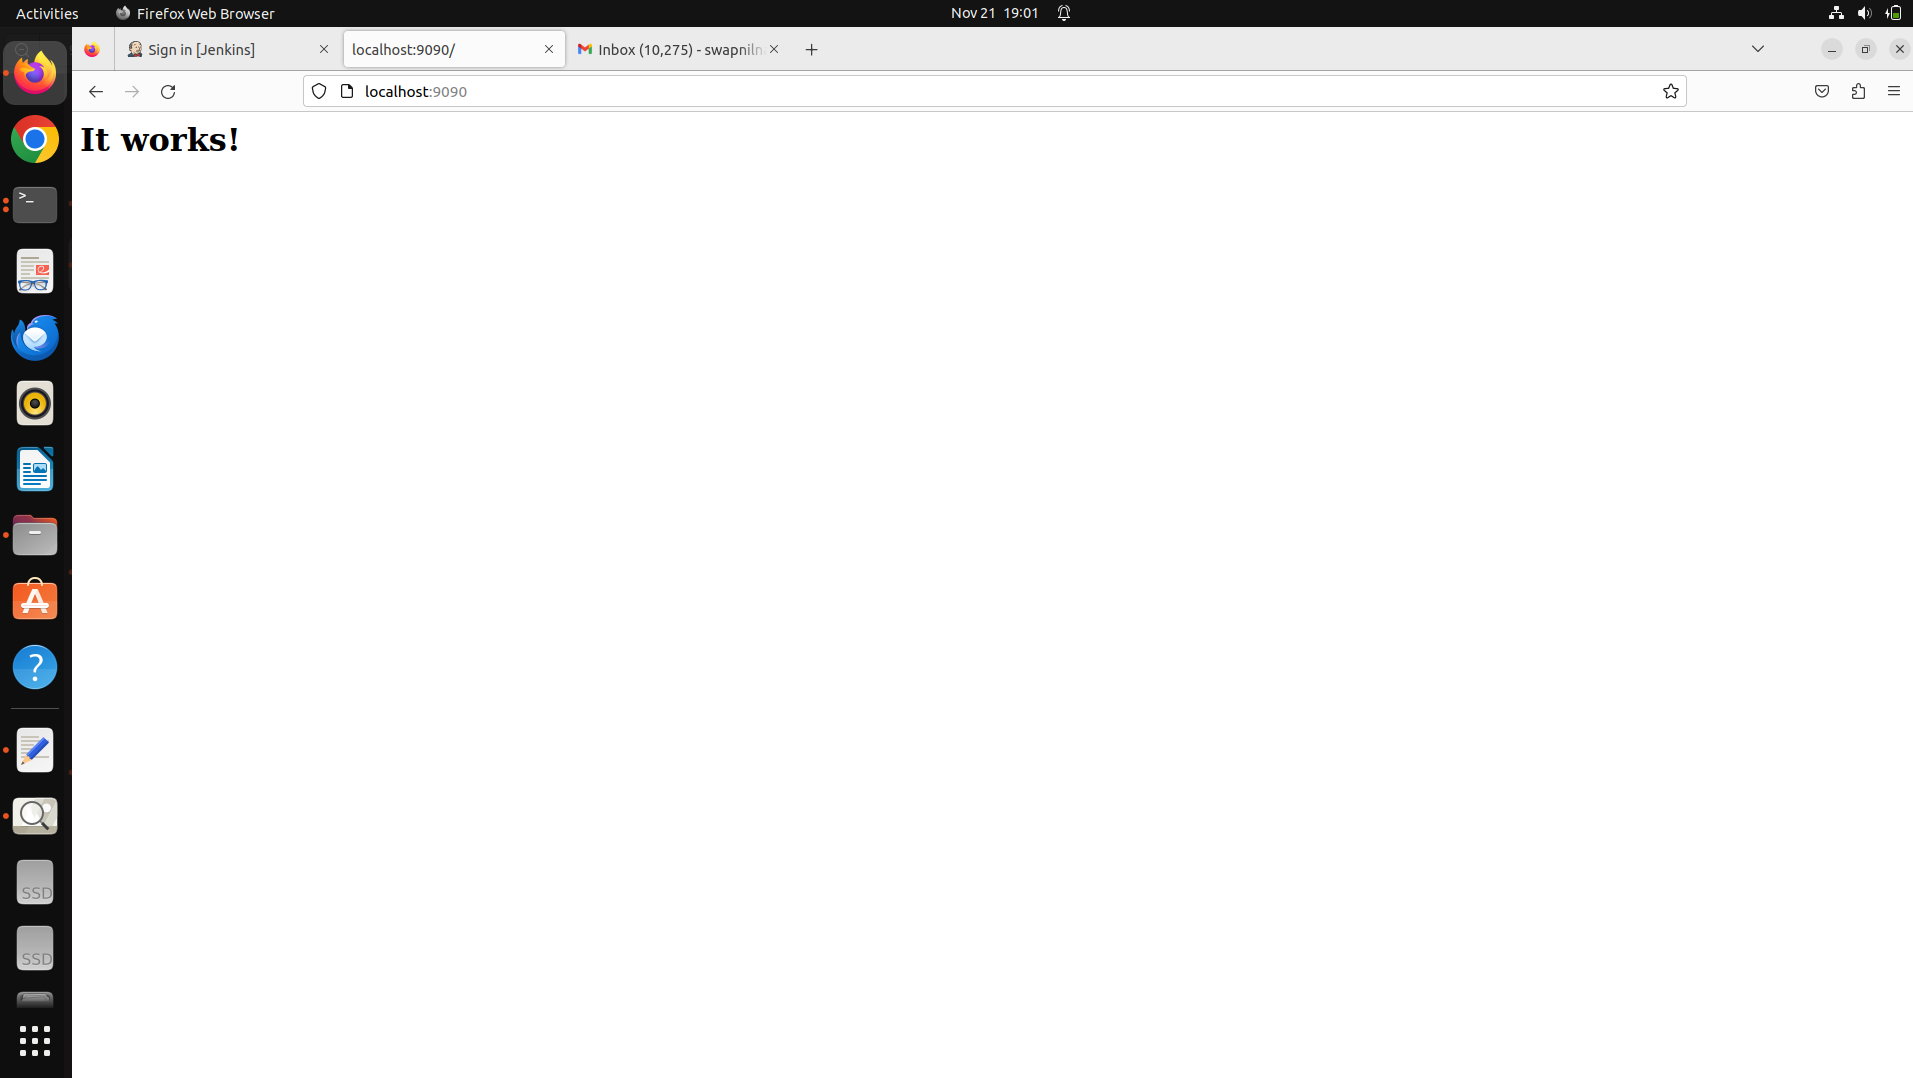 Activities
Firefox Web Browser
Nov 21 19:01
Sign in [Jenkins]
localhost:9090/
Inbox (10,275) - swapniln
localhost:9090
It works!
>_
?
SSD
SSD